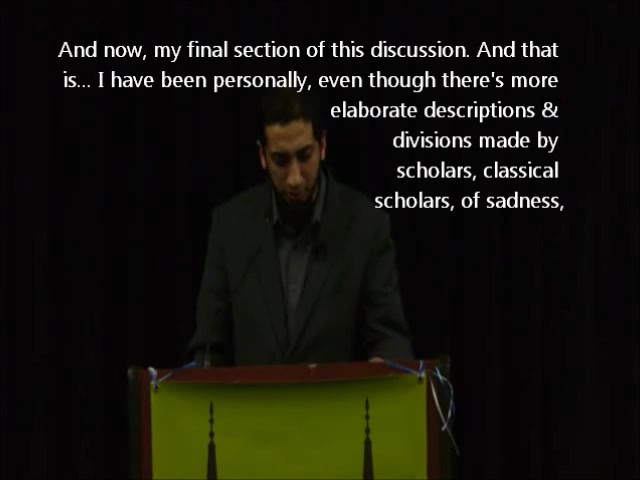 And now, my final section of this discussion. And that
is... I have been personally, even though there's more
elaborate descriptions &
divisions made by
scholars, classical
scholars, of sadness,